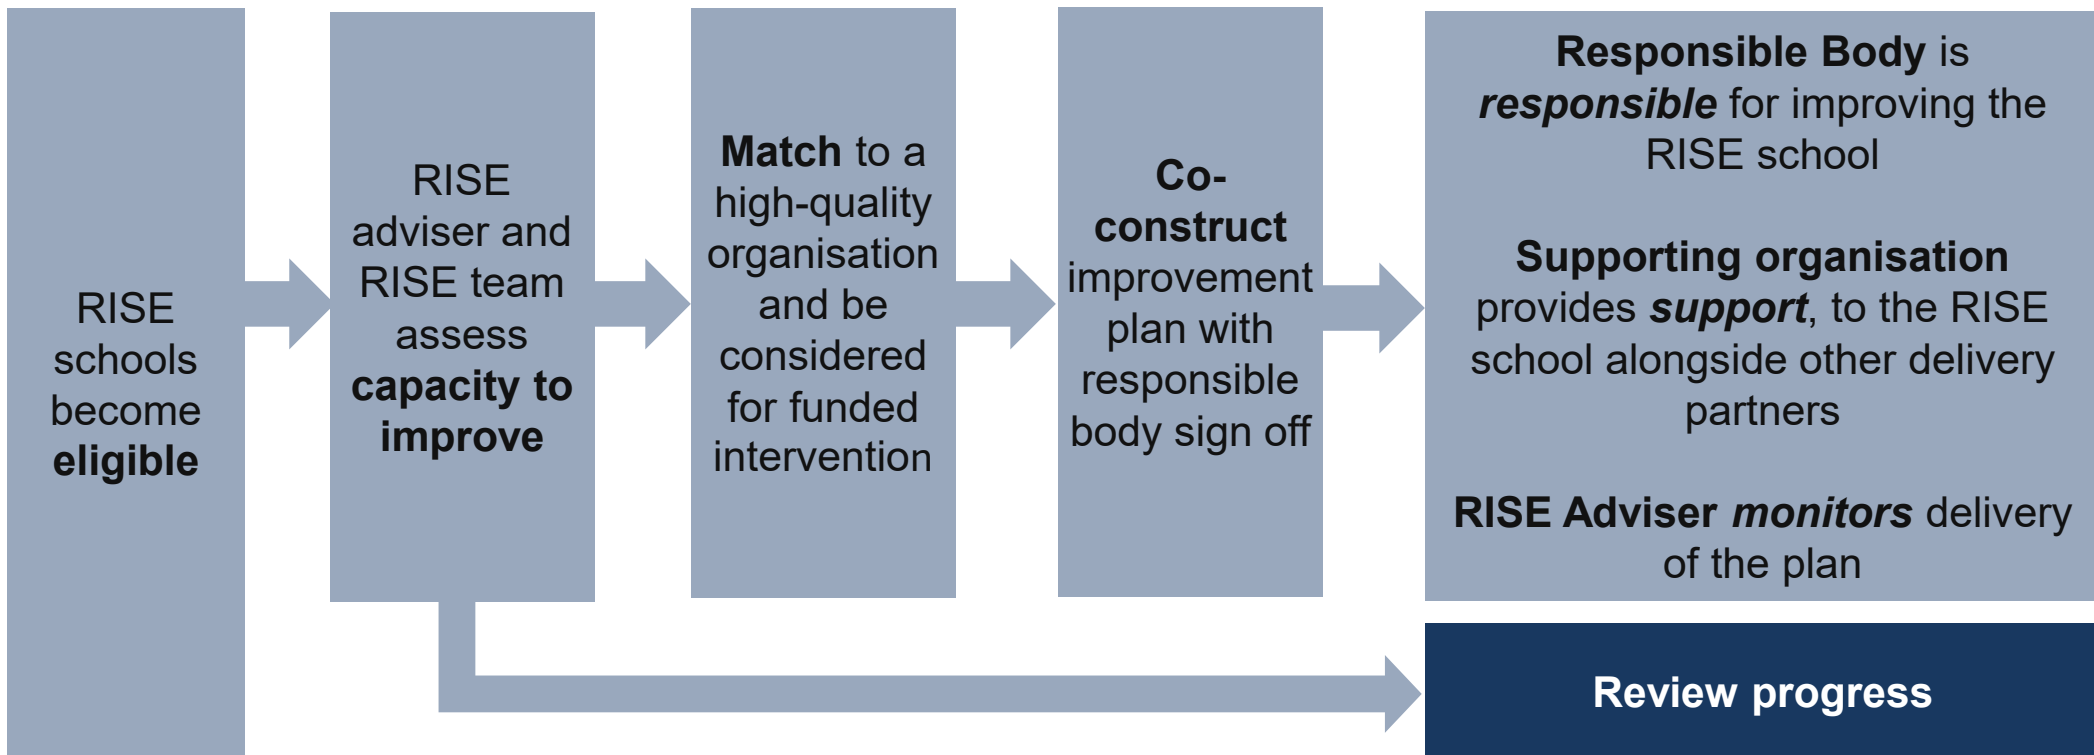 RISE
schools
become
eligible
RISE
adviser and
RISE team
assess
capacity to
improve
Match to a
high-quality
organisation
and be
considered
for funded
intervention
Co-
construct
improvement
plan with
responsible
body sign off
Responsible Body is
responsible for improving the
RISE school
Supporting organisation
provides support, to the RISE
school alongside other delivery
partners
RISE Adviser monitors delivery
of the plan
Review progress